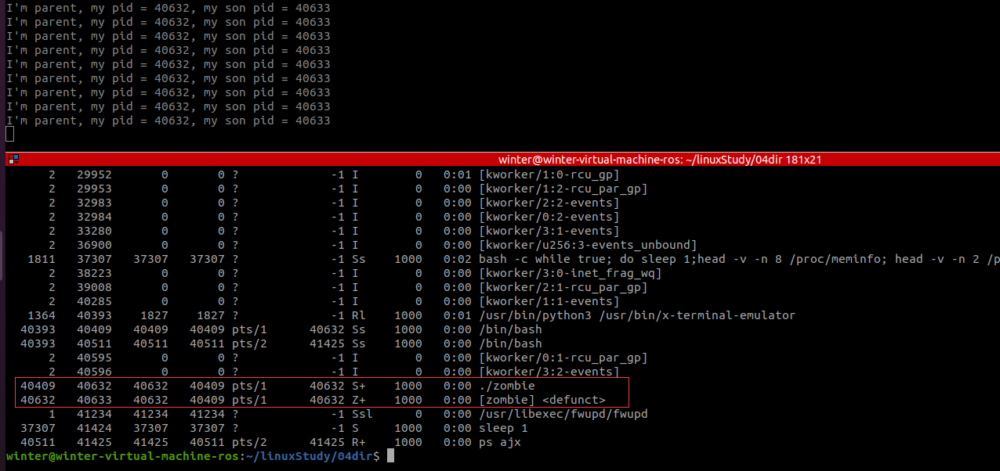 I'm parent, my pid = 40632, my son pid = 40633
I'm parent, my pid = 40632, my son pid = 40633
I'm parent, my pid = 40632, my son pid = 40633
I'm parent, my pid = 40632, my son pid = 40633
I'm parent, my pid = 40632, my son pid = 40633
I'm parent, my pid = 40632, my son pid = 40633
I'm parent, my pid = 40632, my son pid = 40633
I'm parent, my pid = 40632, my son pid = 40633
I'm parent, my pid = 40632, my son pid = 40633
winter@winter-virtual-machine-ros: ~/linuxStudy/04dir 181x21
2 29952 0 0 ? -1 I 0 0:01 [kworker/1:0-rcu_gp]
2 29953 0 0 ? -1 I 0 0:00 [kworker/1:2-rcu_par_gp]
2 32983 0 0 ? -1 I 0 0:00 [kworker/2:2-events]
2 32984 0 0 ? -1 I 0 0:00 [kworker/0:2-events]
2 33280 0 0 ? -1 I 0 0:00 [kworker/3:1-events]
2 36900 0 0 ? -1 I 0 0:00 [kworker/u256:3-events_unbound]
1811 37307 37307 37307 ? -1 Ss 1000 0:02 bash -c while true; do sleep 1;head -v -n 8 /proc/meminfo; head -v -n 2 /p
2 38223 0 0 ? -1 I 0 0:00 [kworker/3:0-inet_frag_wq]
2 39008 0 0 ? -1 I 0 0:00 [kworker/2:1-rcu_par_gp]
2 40285 0 0 ? -1 I 0 0:00 [kworker/1:1-events]
1364 40393 1827 1827 ? -1 Rl 1000 0:01 /usr/bin/python3 /usr/bin/x-terminal-emulator
40393 40409 40409 40409 pts/1 40632 Ss 1000 0:00 /bin/bash
40393 40511 40511 40511 pts/2 41425 Ss 1000 0:00 /bin/bash
2 40595 0 0 ? -1 I 0 0:00 [kworker/0:1-rcu_par_gp]
2 40596 0 0 ? -1 I 0 0:00 [kworker/3:2-events]
40409 40632 40632 40409 pts/1 40632 S+ 1000 0:00 ./zombie
40632 40633 40632 40409 pts/1 40632 Z+ 1000 0:00 [zombie] <defunct>
1 41234 41234 41234 ? -1 Ssl 0 0:00 /usr/libexec/fwupd/fwupd
37307 41424 37307 37307 ? -1 S 1000 0:00 sleep 1
40511 41425 41425 40511 pts/2 41425 R+ 1000 0:00 ps ajx
winter@winter-virtual-machine-ros:~/linuxStudy/04dir$